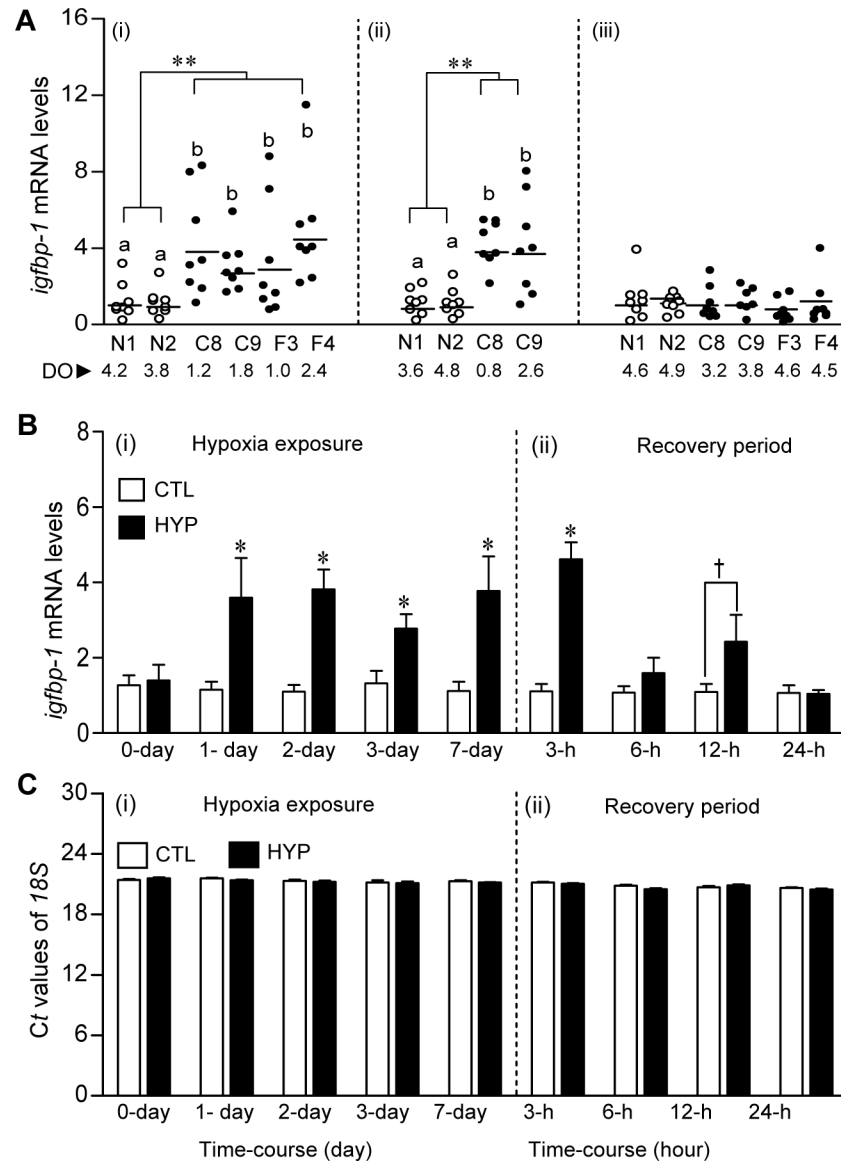 A
(i) (ii) (iii)
igfbp-1 mRNA levels
16
12
8
4
0
** **
a a b b b b
a a b b
N1 N2 C8 C9 F3 F4 N1 N2 C8 C9 N1 N2 C8 C9 F3 F4
DO► 4.2 3.8 1.2 1.8 1.0 2.4 3.6 4.8 0.8 2.6 4.6 4.9 3.2 3.8 4.6 4.5
B
(i) Hypoxia exposure (ii) Recovery period
igfbp-1 mRNA levels
8
6
4
2
0
CTL
HYP
* * * * * †
0-day 1- day 2-day 3-day 7-day 3-h 6-h 12-h 24-h
C
(i) Hypoxia exposure (ii) Recovery period
Ct values of 18S
30
24
18
12
6
0
CTL HYP
0-day 1- day 2-day 3-day 7-day 3-h 6-h 12-h 24-h
Time-course (day) Time-course (hour)